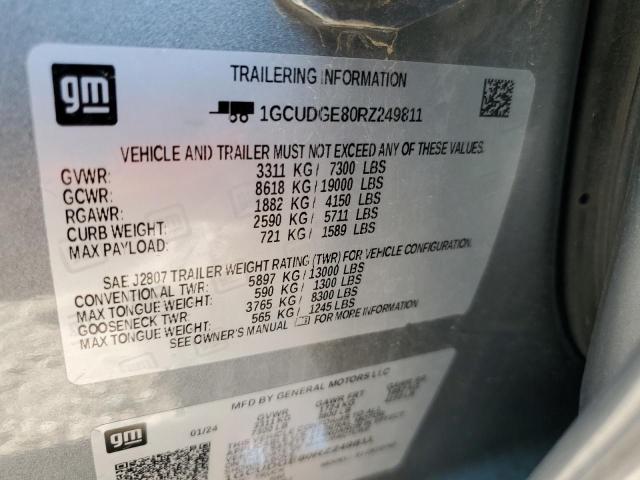 gm
TRAILERING INFORMATION
1GCUDGE80RZ249811
VEHICLE AND TRAILER MUST NOT EXCEED ANY OF THESE VALUES.
GVWR: 3311 KG / 7300 LBS
GCWR: 8618 KG / 19000 LBS
RGAWR: 1882 KG / 4150 LBS
CURB WEIGHT: 2590 KG / 5711 LBS
MAX PAYLOAD: 721 KG / 1589 LBS
SAE J2807 TRAILER WEIGHT RATING (TWR) FOR VEHICLE CONFIGURATION.
CONVENTIONAL TWR: 5897 KG / 13000 LBS
MAX TONGUE WEIGHT: 590 KG / 1300 LBS
GOOSENECK TWR: 3765 KG / 8300 LBS
MAX TONGUE WEIGHT: 565 KG / 1245 LBS
SEE OWNER'S MANUAL FOR MORE INFORMATION
MFD BY GENERAL MOTORS LLC
gm
01/24
GVWR GAWR FRT
1GCUDGE80RZ249811